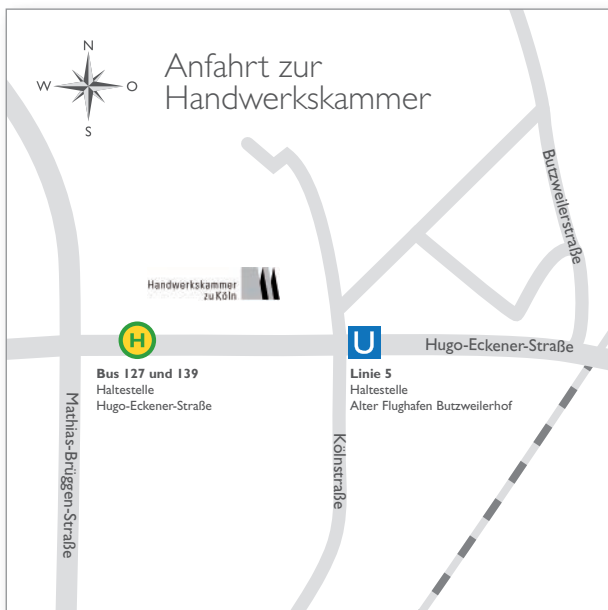 N
W
O
S
Anfahrt zur
Handwerkskammer
Butzweilerstraße
Handwerkskammer
zu Köln
H
U
Hugo-Eckener-Straße
Bus 127 und 139
Haltestelle
Hugo-Eckener-Straße
Linie 5
Haltestelle
Alter Flughafen Butzweilerhof
Mathias-Brüggen-Straße
Kölnstraße